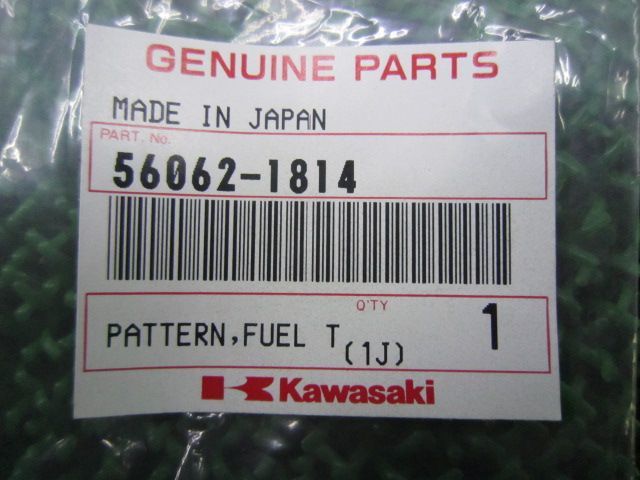 GENUINE PARTS
MADE IN JAPAN
PART. No.
56062-1814
Q'TY
PATTERN,FUEL T(1J) 1
Kawasaki